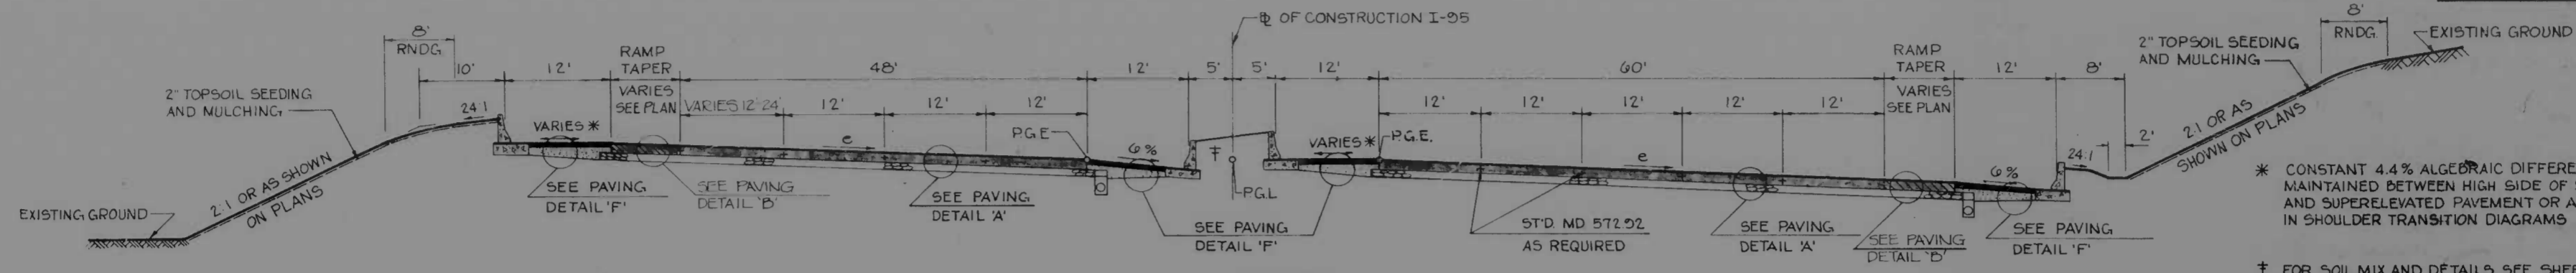 8'
RNDG.
10'
12'
RAMP
TAPER
VARIES
SEE PLAN
48'
VARIES 12'-24'
12'
12'
12'
12'
5'
5'
12'
℄ OF CONSTRUCTION I-95
60'
12'
12'
12'
12'
12'
RAMP
TAPER
VARIES
SEE PLAN
12'
8'
8'
RNDG.
EXISTING GROUND
2" TOPSOIL SEEDING
AND MULCHING
2:1 OR AS
SHOWN ON PLANS
2'
24:1
6%
2" TOPSOIL SEEDING
AND MULCHING
24:1
VARIES *
e
P.G.E.
6%
‡
P.G.L.
VARIES *
P.G.E.
e
EXISTING GROUND
2:1 OR AS SHOWN
ON PLANS
SEE PAVING
DETAIL 'F'
SEE PAVING
DETAIL 'B'
SEE PAVING
DETAIL 'A'
SEE PAVING
DETAIL 'F'
ST'D. MD 572.92
AS REQUIRED
SEE PAVING
DETAIL 'A'
SEE PAVING
DETAIL 'B'
SEE PAVING
DETAIL 'F'
* CONSTANT 4.4% ALGEBRAIC
MAINTAINED BETWEEN HIGH SIDE OF
AND SUPERELEVATED PAVEMENT OR
IN SHOULDER TRANSITION DIAGRAMS
‡ FOR SOIL MIX AND DETAILS SEE